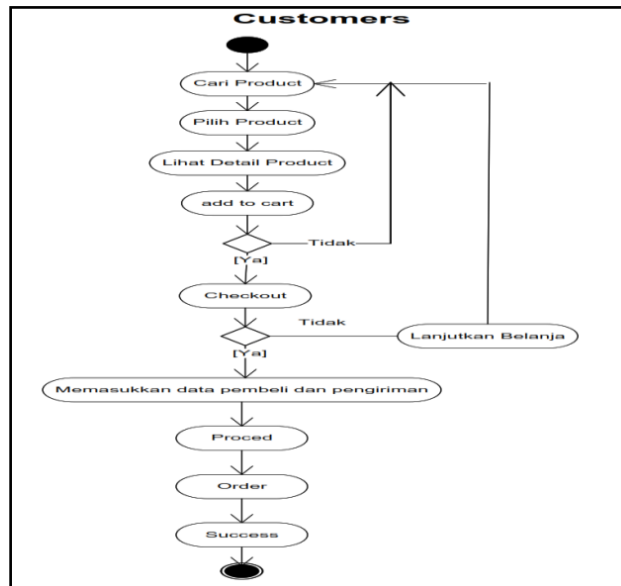 Customers
Cari Product
Pilih Product
Lihat Detail Product
add to cart
Tidak
[Ya]
Checkout
Tidak
[Ya]
Lanjutkan Belanja
Memasukkan data pembeli dan pengiriman
Proced
Order
Success